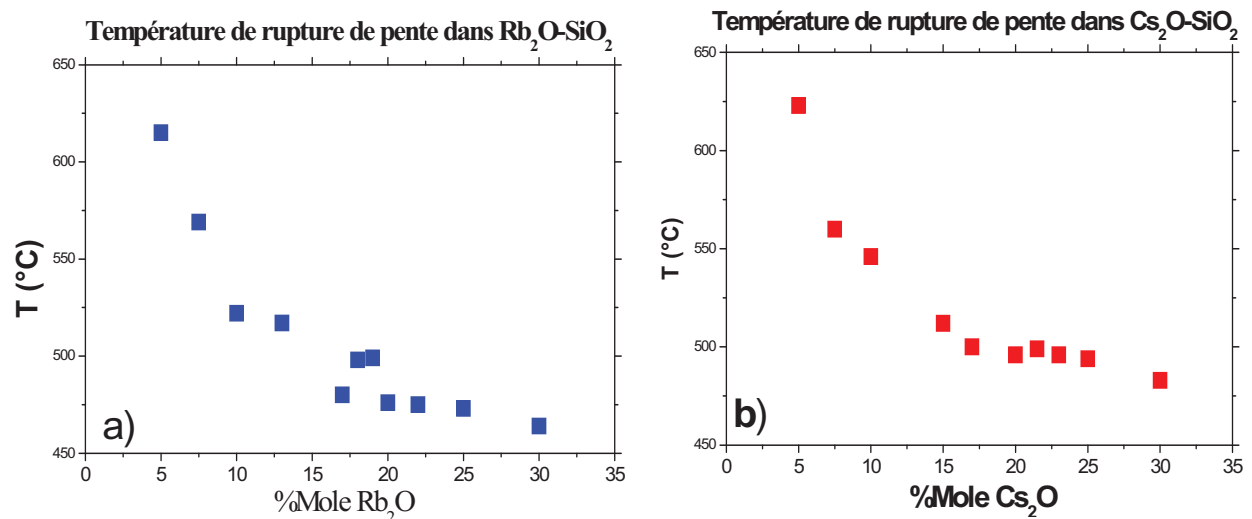 Température de rupture de pente dans Rb2O-SiO2
650
600
550
500
450
T (°C)
a)
0 5 10 15 20 25 30 35
%Mole Rb2O
Température de rupture de pente dans Cs2O-SiO2
650
600
550
500
450
T (°C)
b)
0 5 10 15 20 25 30 35
%Mole Cs2O